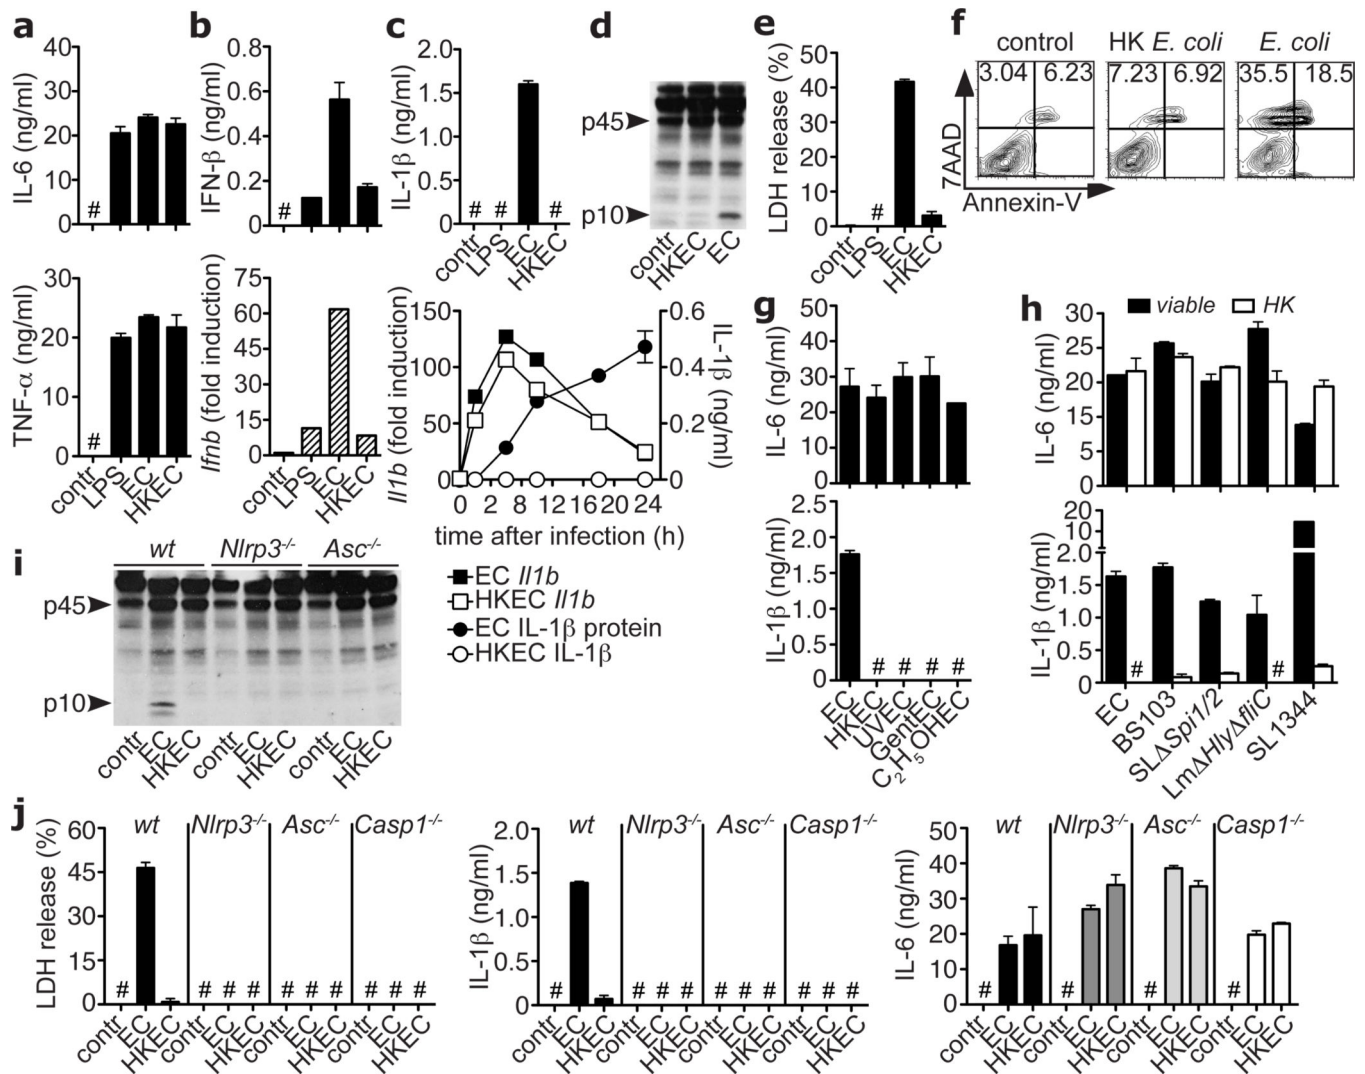 a
IL-6 (ng/ml)
40
30
20
10
0
#
TNF-α (ng/ml)
30
20
10
0
#
contr
LPS
EC
HKEC
b
IFN-β (ng/ml)
0.8
0.6
0.4
0.2
0
#
Ifnb (fold induction)
75
60
45
30
15
0
contr
LPS
EC
HKEC
c
IL-1β (ng/ml)
2.0
1.5
1.0
0.5
0
# # #
contr
LPS
EC
HKEC
Il1b (fold induction)
150
100
50
0
IL-1β (ng/ml)
0.6
0.4
0.2
0
0 2 8 12 20 24
time after infection (h)
EC Il1b
HKEC Il1b
EC IL-1β protein
HKEC IL-1β
d
p45
p10
contr
HKEC
EC
e
LDH release (%)
50
40
30
20
10
0
#
contr
LPS
EC
HKEC
f
control HK E. coli E. coli
3.04 6.23 7.23 6.92 35.5 18.5
7AAD
Annexin-V
g
IL-6 (ng/ml)
50
40
30
20
10
0
IL-1β (ng/ml)
2.0
1.5
1.0
0.5
0
# # # #
EC
HKEC
UVEC
GentEC
C2H5OHEC
h
viable HK
IL-6 (ng/ml)
30
25
20
15
10
5
0
IL-1β (ng/ml)
20
10
2.0
1.5
1.0
0.5
0
# #
EC
BS103
SLΔSpi1/2
LmΔHlyΔfliC
SL1344
i
wt Nlrp3-/- Asc-/-
p45
p10
contr
EC
HKEC
contr
EC
HKEC
contr
EC
HKEC
j
LDH release (%)
60
45
30
15
0
wt Nlrp3-/- Asc-/- Casp1-/-
# # # # # # # # # #
contr
EC
HKEC
contr
EC
HKEC
contr
EC
HKEC
contr
EC
HKEC
IL-1β (ng/ml)
2.0
1.5
1.0
0.5
0
wt Nlrp3-/- Asc-/- Casp1-/-
# # # # # # # # # #
contr
EC
HKEC
contr
EC
HKEC
contr
EC
HKEC
contr
EC
HKEC
IL-6 (ng/ml)
50
40
30
20
10
0
wt Nlrp3-/- Asc-/- Casp1-/-
# # # #
contr
EC
HKEC
contr
EC
HKEC
contr
EC
HKEC
contr
EC
HKEC